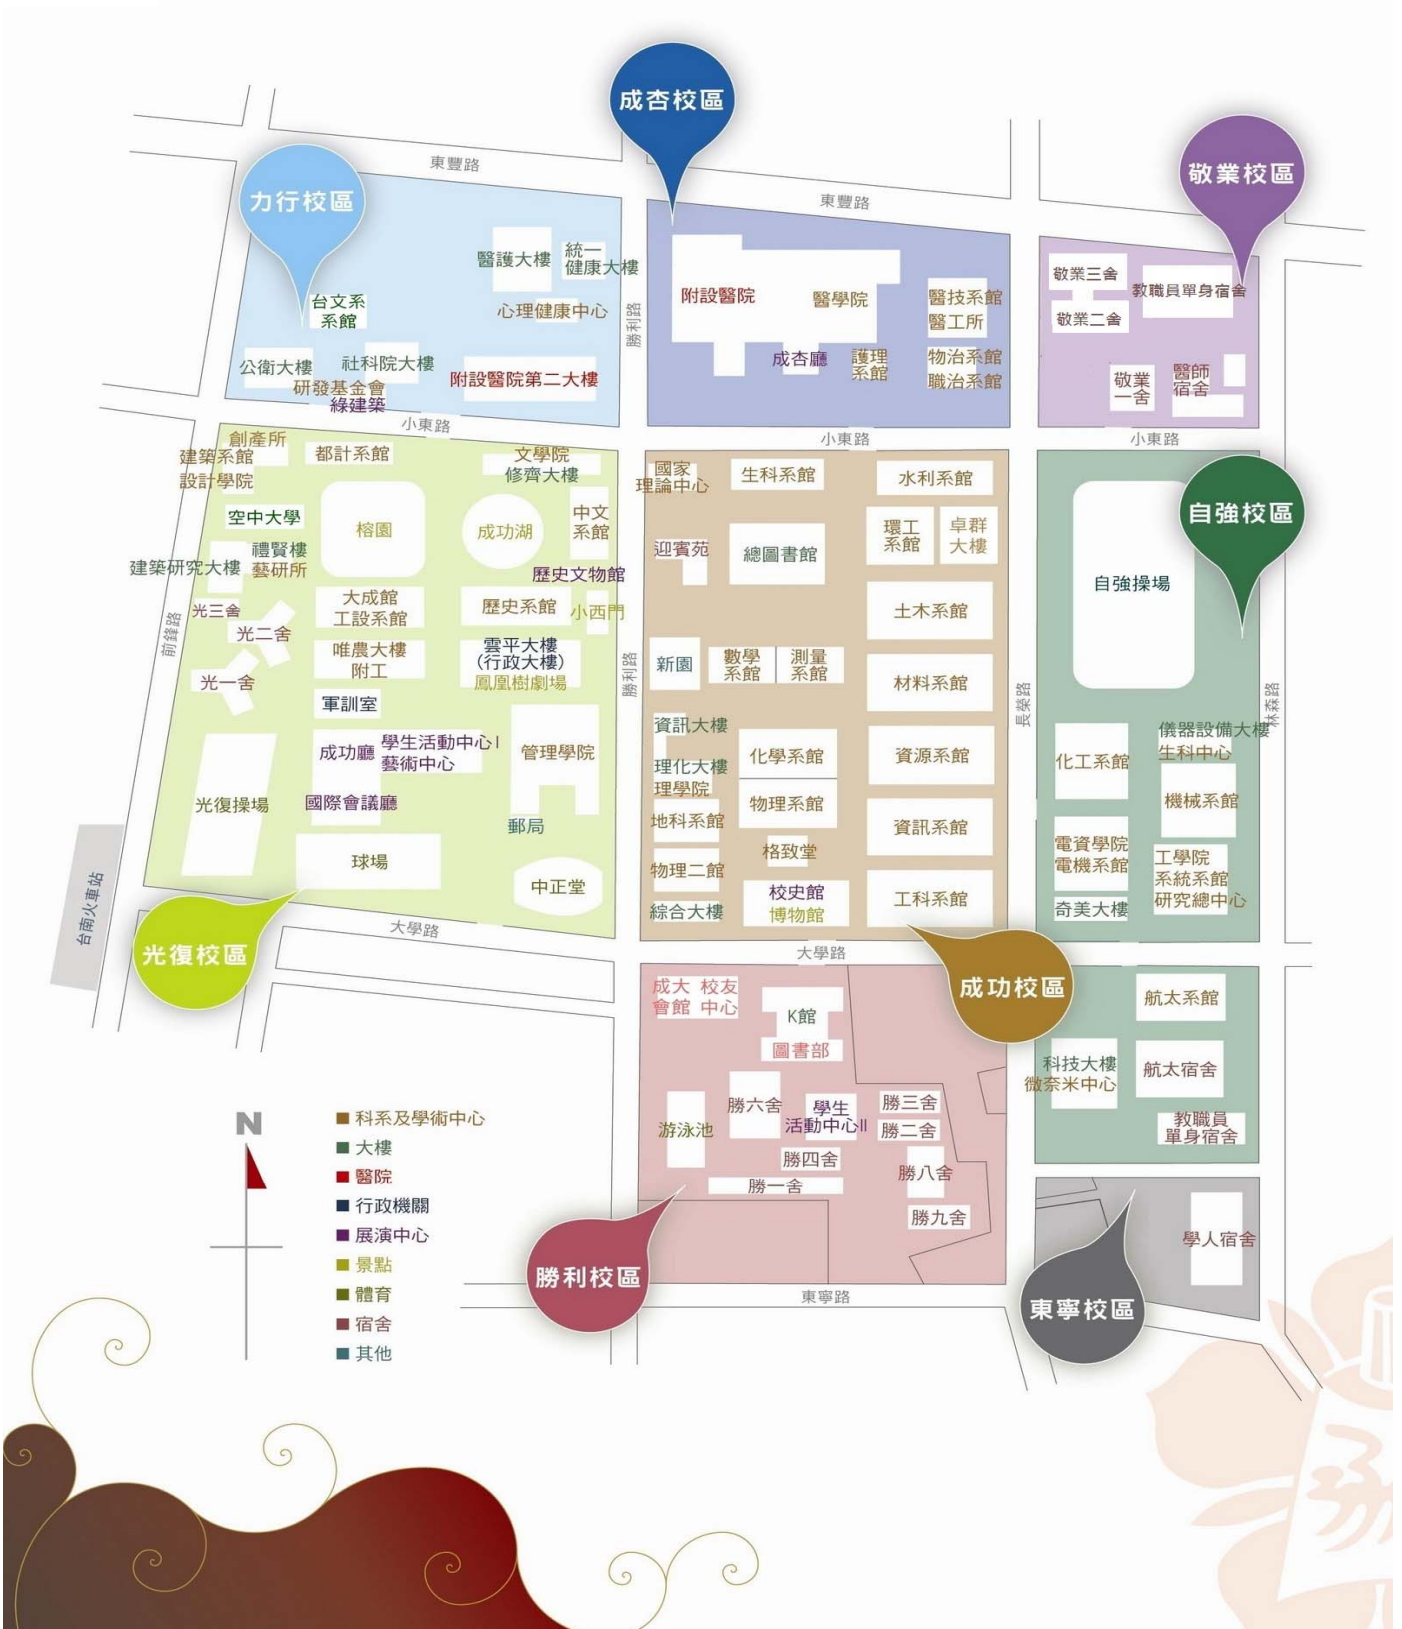 成杏校區
敬業校區
力行校區
東豐路
東豐路
醫護大樓
統一
健康大樓
心理健康中心
台文系
系館
公衛大樓
社科院大樓
研發基金會
綠建築
附設醫院第二大樓
勝利路
附設醫院
醫學院
醫技系館
醫工所
成杏廳
護理
系館
物治系館
職治系館
敬業三舍
教職員單身宿舍
敬業二舍
敬業
一舍
醫師
宿舍
小東路
小東路
小東路
創產所
建築系館
設計學院
都計系館
文學院
修齊大樓
空中大學
榕園
成功湖
中文
系館
禮賢樓
建築研究大樓
藝研所
歷史文物館
光三舍
大成館
工設系館
歷史系館
小西門
光二舍
前鋒路
唯農大樓
附工
雲平大樓
(行政大樓)
鳳凰樹劇場
光一舍
軍訓室
成功廳
學生活動中心I
藝術中心
管理學院
光復操場
國際會議廳
郵局
球場
中正堂
台南火車站
光復校區
大學路
國家
理論中心
生科系館
水利系館
迎賓苑
總圖書館
環工
系館
卓群
大樓
土木系館
勝利路
新園
數學
系館
測量
系館
材料系館
資訊大樓
理化大樓
理學院
化學系館
資源系館
地科系館
物理系館
資訊系館
物理二館
格致堂
綜合大樓
校史館
博物館
工科系館
大學路
成功校區
自強校區
自強操場
長榮路
林森路
儀器設備大樓
生科中心
化工系館
機械系館
電資學院
電機系館
工學院
系統系館
研究總中心
奇美大樓
航太系館
科技大樓
微奈米中心
航太宿舍
教職員
單身宿舍
成大
會館
校友
中心
K館
圖書部
勝六舍
學生
活動中心II
勝三舍
勝二舍
游泳池
勝四舍
勝一舍
勝八舍
勝九舍
勝利校區
東寧路
學人宿舍
東寧校區
N
科系及學術中心
大樓
醫院
行政機關
展演中心
景點
體育
宿舍
其他